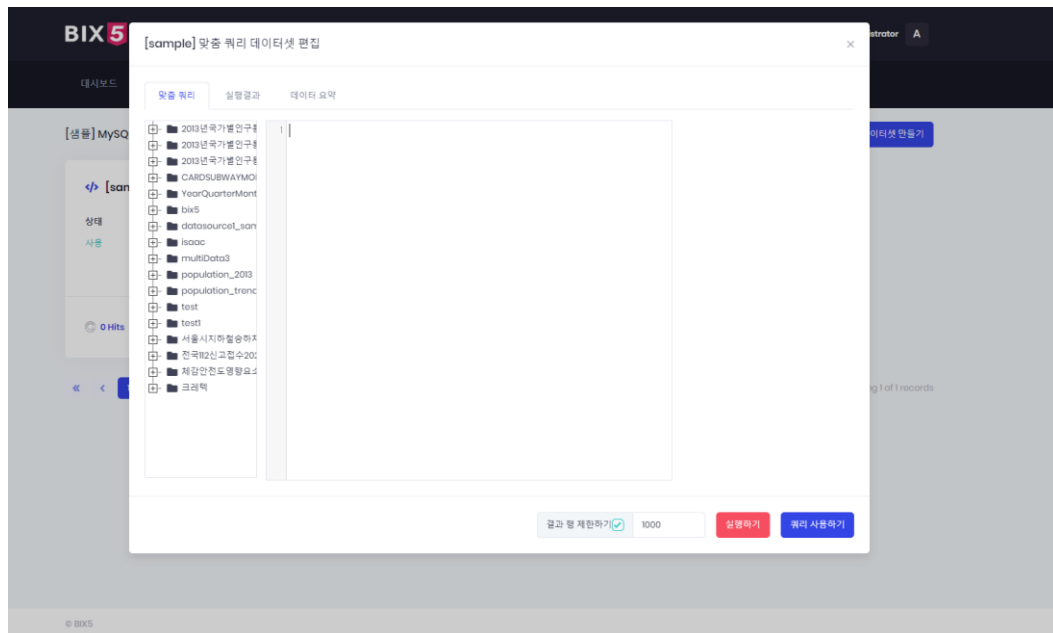 BIX5
strator A
대시보드
[sample] 맞춤 쿼리 데이터셋 편집
×
맞춤 쿼리 실행결과 데이터 요약
[샘플] MySQ
이터셋 만들기
2013년국가별인구통
2013년국가별인구통
2013년국가별인구통
CARDSUBWAYMO
YearQuarterMont
bix5
datasource1_sam
isaac
multiData3
population_2013
population_trend
test
test1
서울시지하철승하차
전국112신고접수202
체감안전도영향요소
크레텍
1
</> [sam
상태
사용
0 Hits
« <
ng 1 of 1 records
결과 행 제한하기 1000 실행하기 쿼리 사용하기
© BIX5